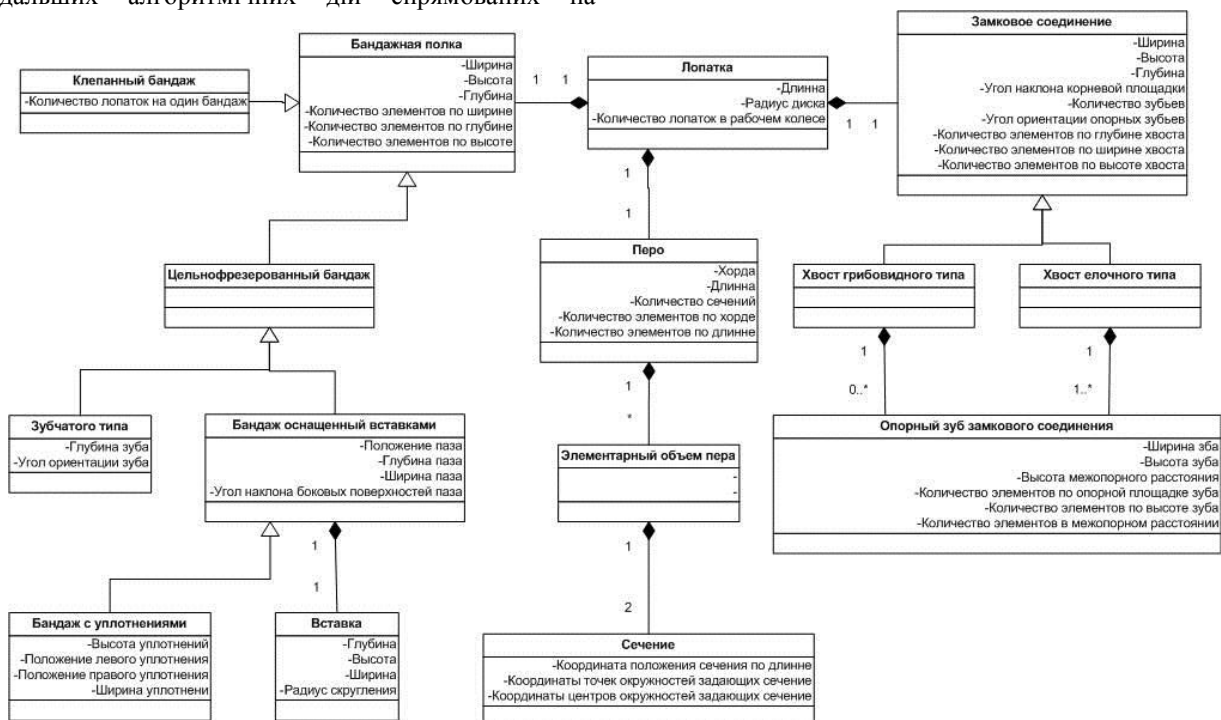 дальших алгоритмічних дій спрямованих на
Замковое соединение
-Ширина
-Высота
-Глубина
-Угол наклона корневой площадки
-Количество зубьев
-Угол ориентации опорных зубьев
-Количество элементов по глубине хвоста
-Количество элементов по ширине хвоста
-Количество элементов по высоте хвоста
Бандажная полка
-Ширина
-Высота
-Глубина
-Количество элементов по ширине
-Количество элементов по глубине
-Количество элементов по высоте
Клепанный бандаж
-Количество лопаток на один бандаж
1 1
Лопатка
-Длинна
-Радиус диска
-Количество лопаток в рабочем колесе
1 1
1
1
Перо
-Хорда
-Длинна
-Количество сечений
-Количество элементов по хорде
-Количество элементов по длинне
Цельнофрезерованный бандаж
Хвост грибовидного типа
Хвост елочного типа
1
0..*
1
1..*
1
*
Зубчатого типа
-Глубина зуба
-Угол ориентации зуба
Бандаж оснащенный вставками
-Положение паза
-Глубина паза
-Ширина паза
-Угол наклона боковых поверхностей паза
Элементарный объем пера
-
-
Опорный зуб замкового соединения
-Ширина зба
-Высота зуба
-Высота межопорного расстояния
-Количество элементов по опорной площадке зуба
-Количество элементов по высоте зуба
-Количество элементов в межопорном расстоянии
1
1
1
2
Бандаж с уплотнениями
-Высота уплотнений
-Положение левого уплотнения
-Положение правого уплотнения
-Ширина уплотнени
Вставка
-Глубина
-Высота
-Ширина
-Радиус скругления
Сечение
-Координата положения сечения по длинне
-Координаты точек окружностей задающих сечение
-Координаты центров окружностей задающих сечение